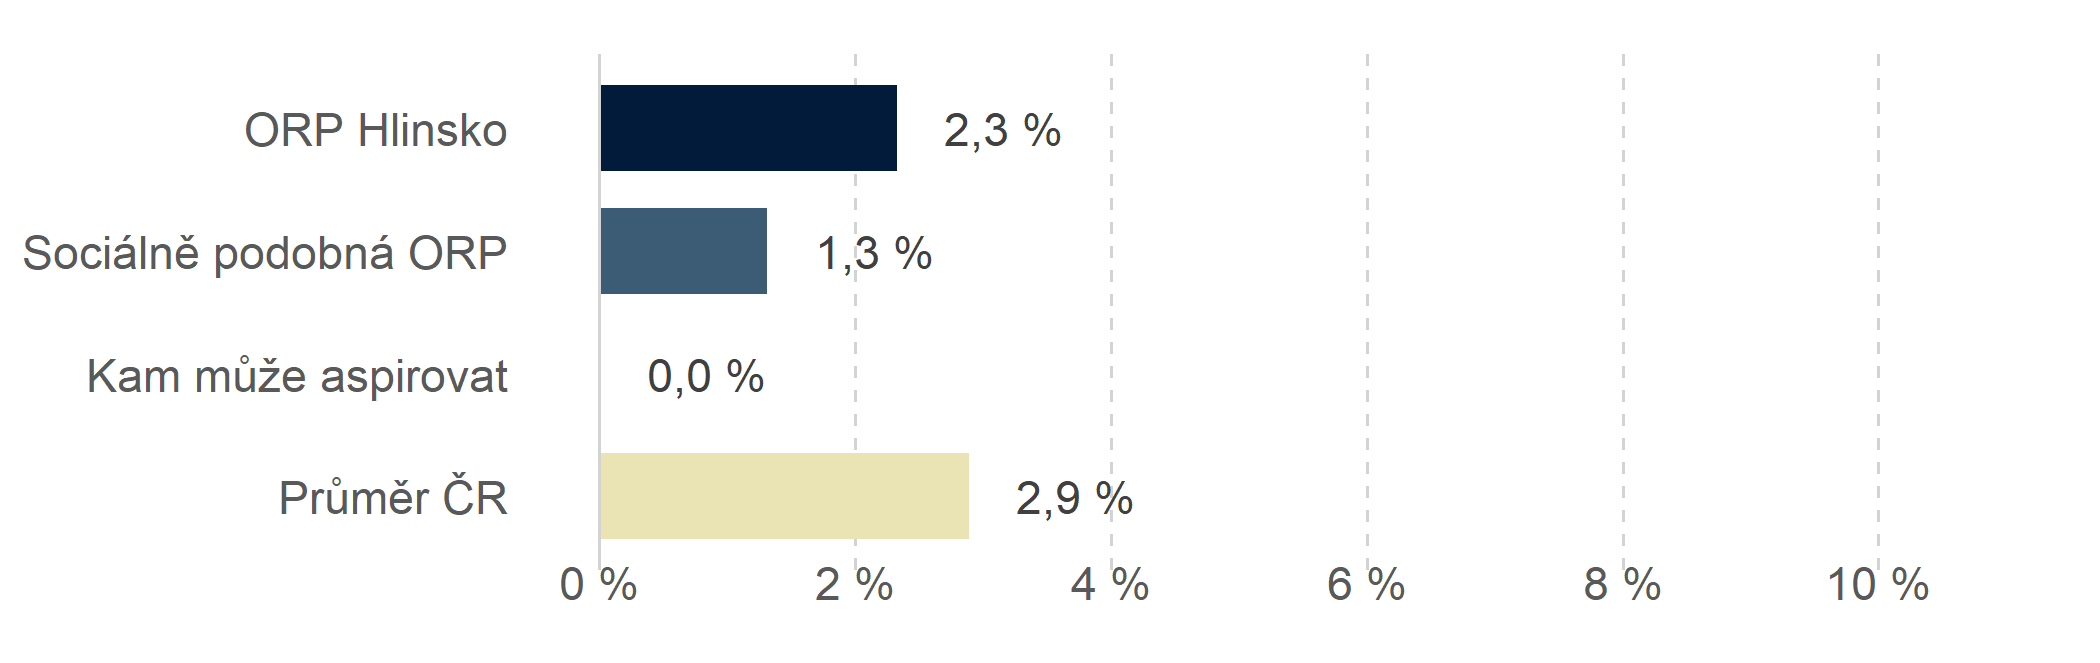 ORP Hlinsko 2,3 %
Sociálně podobná ORP 1,3 %
Kam může aspirovat 0,0 %
Průměr ČR 2,9 %
0 % 2 % 4 % 6 % 8 % 10 %